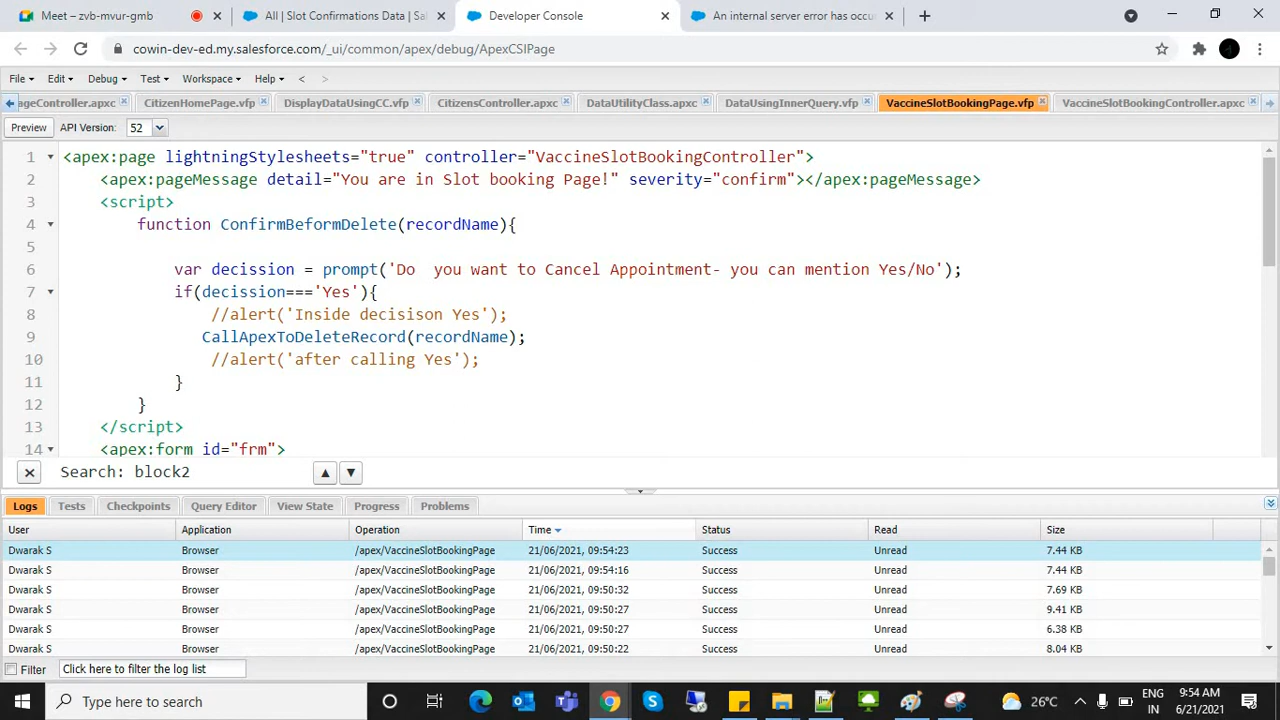 Meet – zvb-mvur-gmb
All | Slot Confirmations Data | Sa
Developer Console
An internal server error has occu
cowin-dev-ed.my.salesforce.com/_ui/common/apex/debug/ApexCSIPage
File Edit Debug Test Workspace Help < >
ageController.apxc CitizenHomePage.vfp DisplayDataUsingCC.vfp CitizensController.apxc DataUtilityClass.apxc DataUsingInnerQuery.vfp VaccineSlotBookingPage.vfp VaccineSlotBookingController.apxc
Preview API Version: 52
1 <apex:page lightningStylesheets="true" controller="VaccineSlotBookingController">
2 <apex:pageMessage detail="You are in Slot booking Page!" severity="confirm"></apex:pageMessage>
3 <script>
4 function ConfirmBeformDelete(recordName){
5
6 var decission = prompt('Do  you want to Cancel Appointment- you can mention Yes/No');
7 if(decission==='Yes'){
8 //alert('Inside decisison Yes');
9 CallApexToDeleteRecord(recordName);
10 //alert('after calling Yes');
11 }
12 }
13 </script>
14 <apex:form id="frm">
Search: block2
Logs Tests Checkpoints Query Editor View State Progress Problems
User Application Operation Time Status Read Size
Dwarak S Browser /apex/VaccineSlotBookingPage 21/06/2021, 09:54:23 Success Unread 7.44 KB
Dwarak S Browser /apex/VaccineSlotBookingPage 21/06/2021, 09:54:16 Success Unread 7.44 KB
Dwarak S Browser /apex/VaccineSlotBookingPage 21/06/2021, 09:50:32 Success Unread 7.69 KB
Dwarak S Browser /apex/VaccineSlotBookingPage 21/06/2021, 09:50:27 Success Unread 9.41 KB
Dwarak S Browser /apex/VaccineSlotBookingPage 21/06/2021, 09:50:27 Success Unread 6.38 KB
Dwarak S Browser /apex/VaccineSlotBookingPage 21/06/2021, 09:50:22 Success Unread 8.04 KB
Filter Click here to filter the log list
Type here to search
26°C
ENG
IN
9:54 AM
6/21/2021